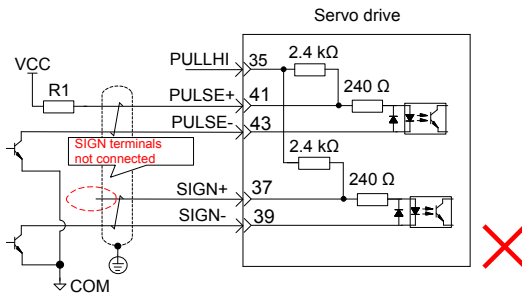 Servo drive
PULLHI
35
2.4 kΩ
VCC
R1
PULSE+
41
240 Ω
PULSE-
43
SIGN terminals
not connected
2.4 kΩ
SIGN+
37
240 Ω
SIGN-
39
COM